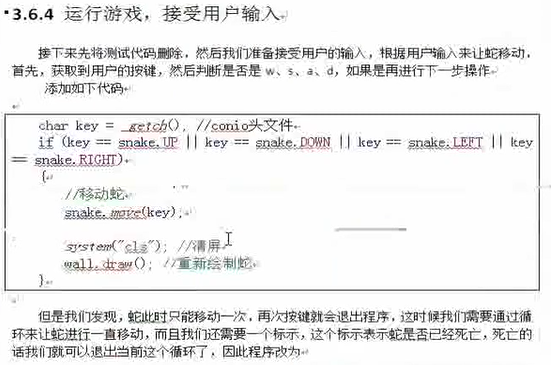 3.6.4 运行游戏，接受用户输入
接下来先将测试代码删除，然后我们准备接受用户的输入，根据用户输入来让蛇移动，
首先，获取到用户的按键，然后判断是否是 w、s、a、d，如果是再进行下一步操作
添加如下代码
char key = _getch(); //conio头文件
if (key == snake.UP || key == snake.DOWN || key == snake.LEFT || key
== snake.RIGHT)
{
//移动蛇
snake.move(key);
system("cls"); //清屏
wall.draw(); //重新绘制蛇
}
但是我们发现，蛇此时只能移动一次，再次按键就会退出程序，这时候我们需要通过循
环来让蛇进行一直移动，而且我们还需要一个标示，这个标示表示蛇是否已经死亡，死亡的
话我们就可以退出当前这个循环了，因此程序改为